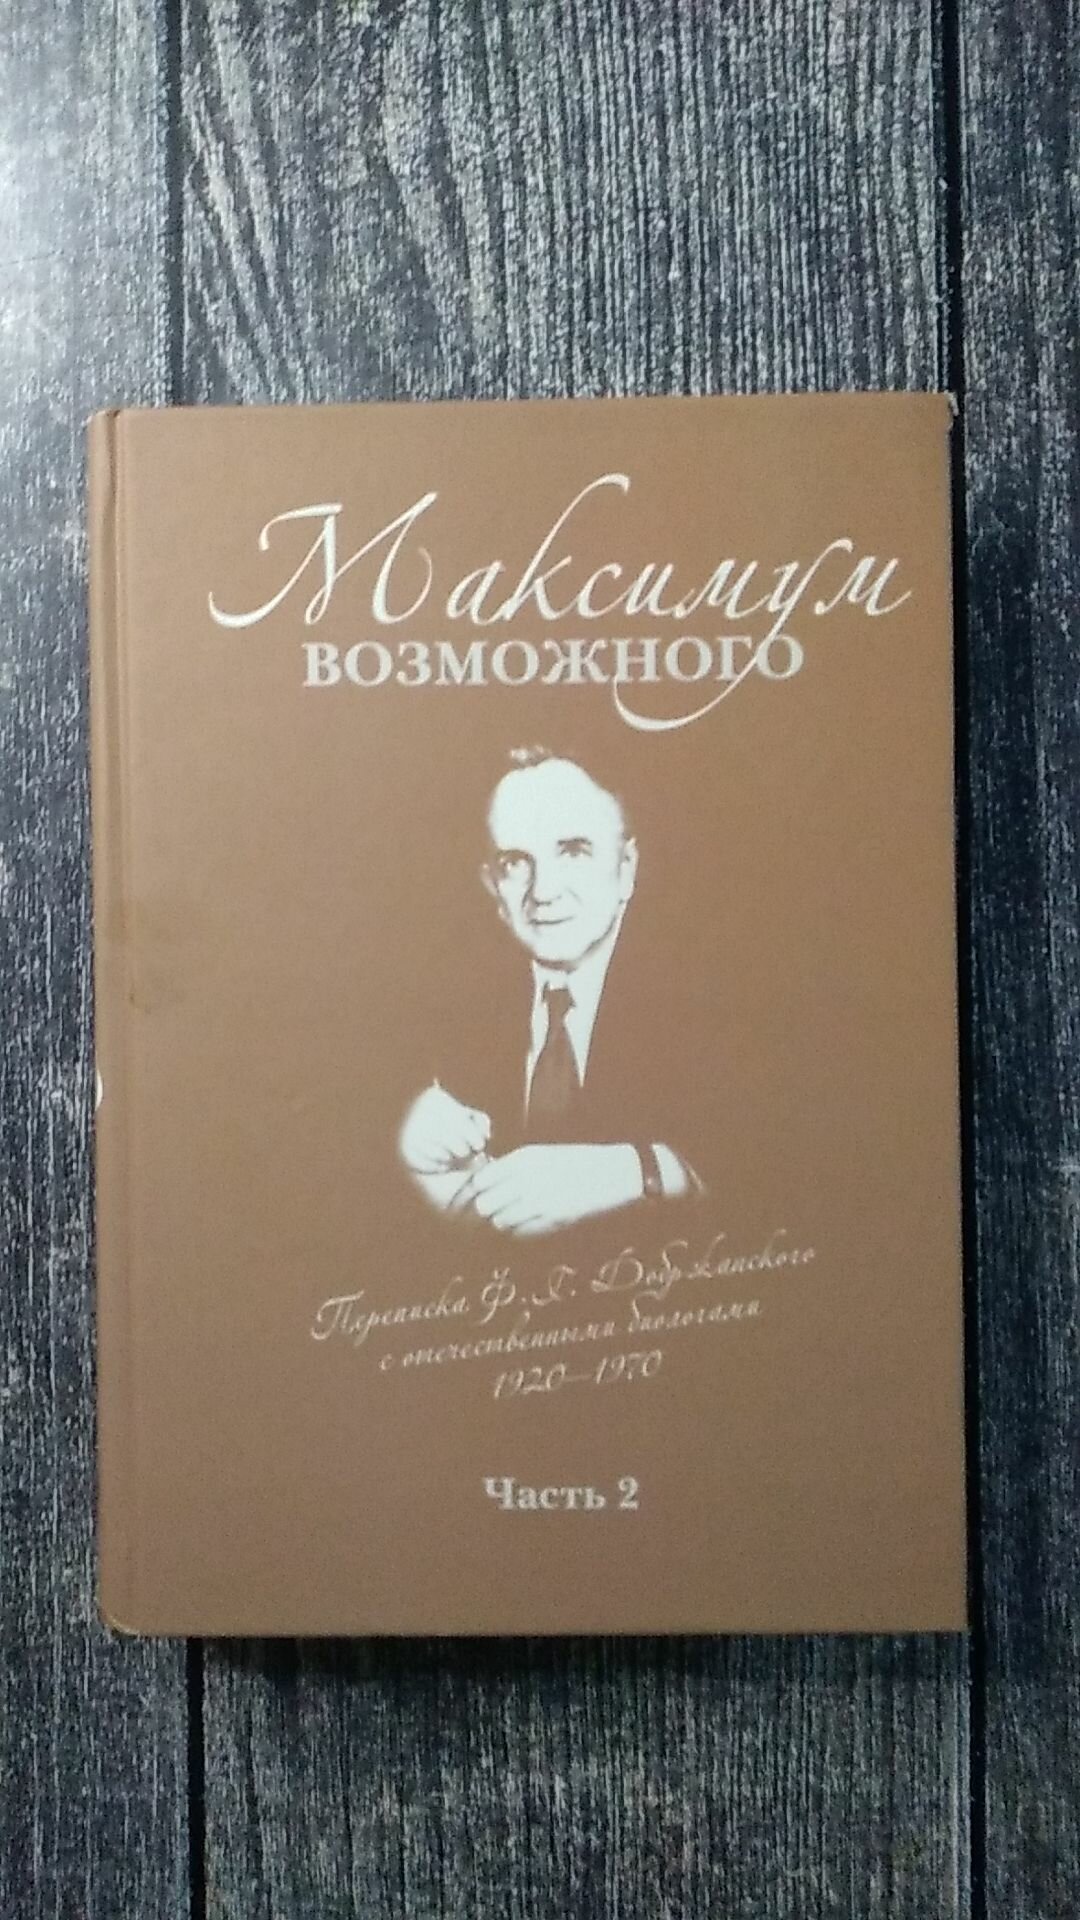 Максимум
ВОЗМОЖНОГО
Переписка Ф. Г. Добржанского
с отечественными биологами
1920—1970
Часть 2